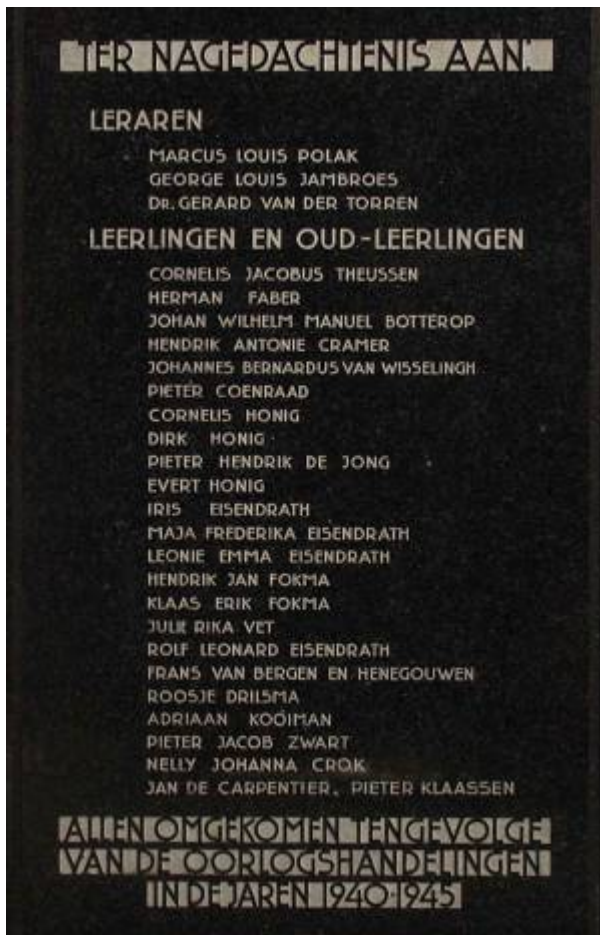 TER NAGEDACHTENIS AAN:
LERAREN
MARCUS LOUIS POLAK
GEORGE LOUIS JAMBROES
DR. GERARD VAN DER TORREN
LEERLINGEN EN OUD-LEERLINGEN
CORNELIS JACOBUS THEUSSEN
HERMAN FABER
JOHAN WILHELM MANUEL BOTTEROP
HENDRIK ANTONIE CRAMER
JOHANNES BERNARDUS VAN WISSELINGH
PIETER COENRAAD
CORNELIS HONIG
DIRK HONIG
PIETER HENDRIK DE JONG
EVERT HONIG
IRIS EISENDRATH
MAJA FREDERIKA EISENDRATH
LEONIE EMMA EISENDRATH
HENDRIK JAN FOKMA
KLAAS ERIK FOKMA
JULIE RIKA VET
ROLF LEONARD EISENDRATH
FRANS VAN BERGEN EN HENEGOUWEN
ROOSJE DRILSMA
ADRIAAN KOOIMAN
PIETER JACOB ZWART
NELLY JOHANNA CROK
JAN DE CARPENTIER, PIETER KLAASSEN
ALLEN OMGEKOMEN TENGEVOLGE
VAN DE OORLOGSHANDELINGEN
IN DE JAREN 1940-1945